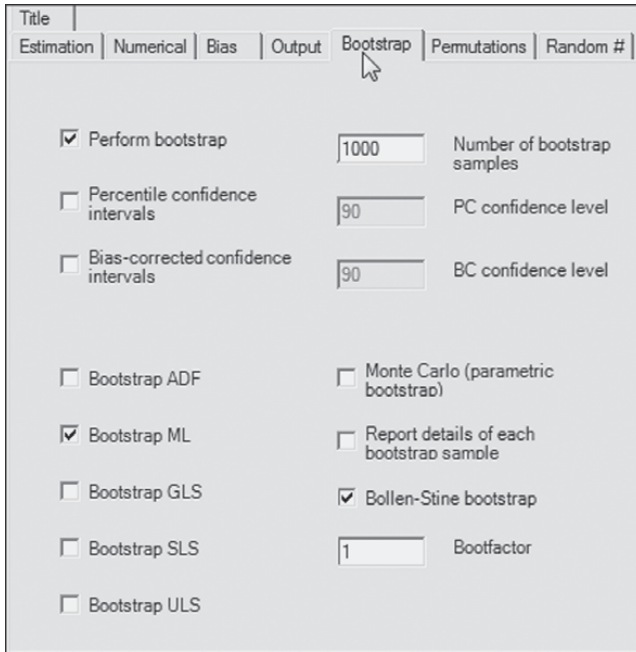 Title
Estimation Numerical Bias Output Bootstrap Permutations Random #
Perform bootstrap
1000 Number of bootstrap
samples
Percentile confidence
intervals
90 PC confidence level
Bias-corrected confidence
intervals
90 BC confidence level
Bootstrap ADF
Monte Carlo (parametric
bootstrap)
Bootstrap ML
Report details of each
bootstrap sample
Bootstrap GLS
Bollen-Stine bootstrap
Bootstrap SLS
1 Bootfactor
Bootstrap ULS